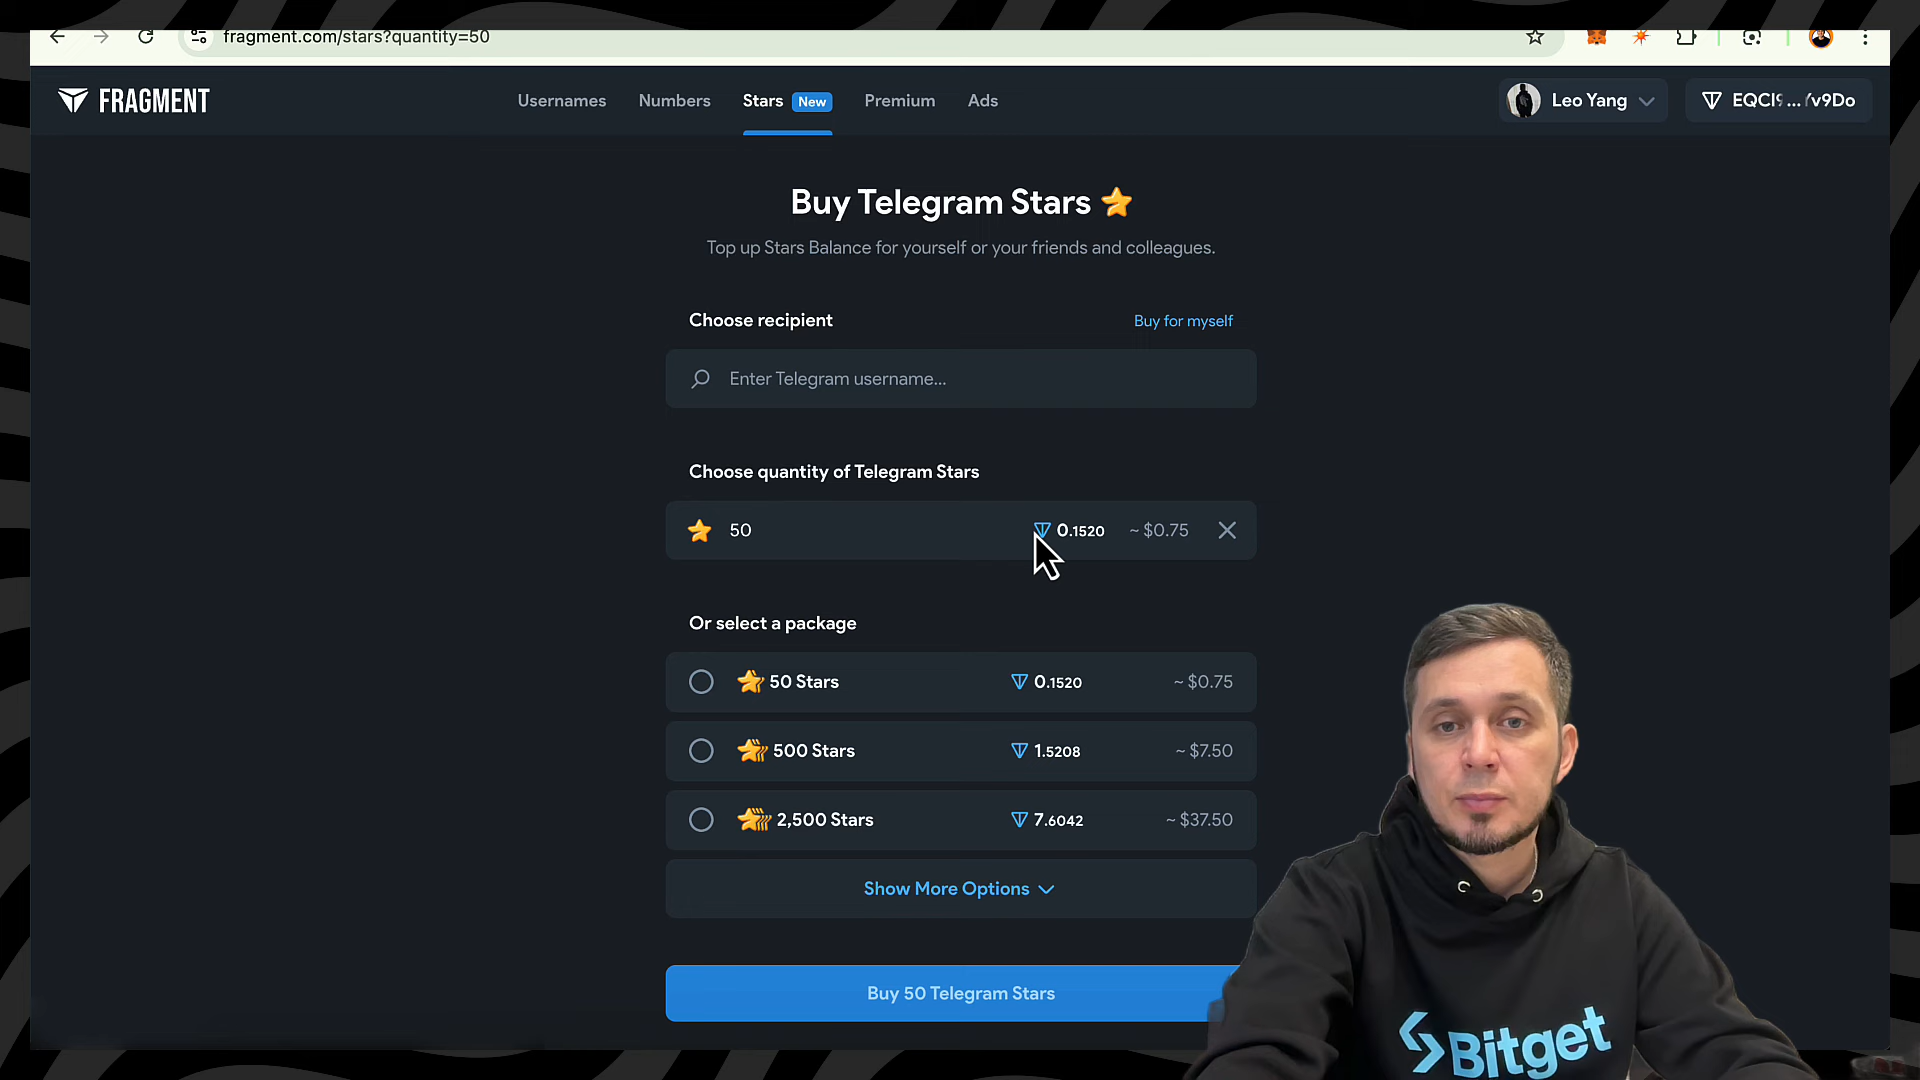 fragment.com/stars?quantity=50
FRAGMENT
Usernames
Numbers
Stars New
Premium
Ads
Leo Yang
EQCI9...Yv9Do
Buy Telegram Stars
Top up Stars Balance for yourself or your friends and colleagues.
Choose recipient
Buy for myself
Enter Telegram username...
Choose quantity of Telegram Stars
50 0.1520 ~ $0.75
Or select a package
50 Stars 0.1520 ~ $0.75
500 Stars 1.5208 ~ $7.50
2,500 Stars 7.6042 ~ $37.50
Show More Options
Buy 50 Telegram Stars
Bitget